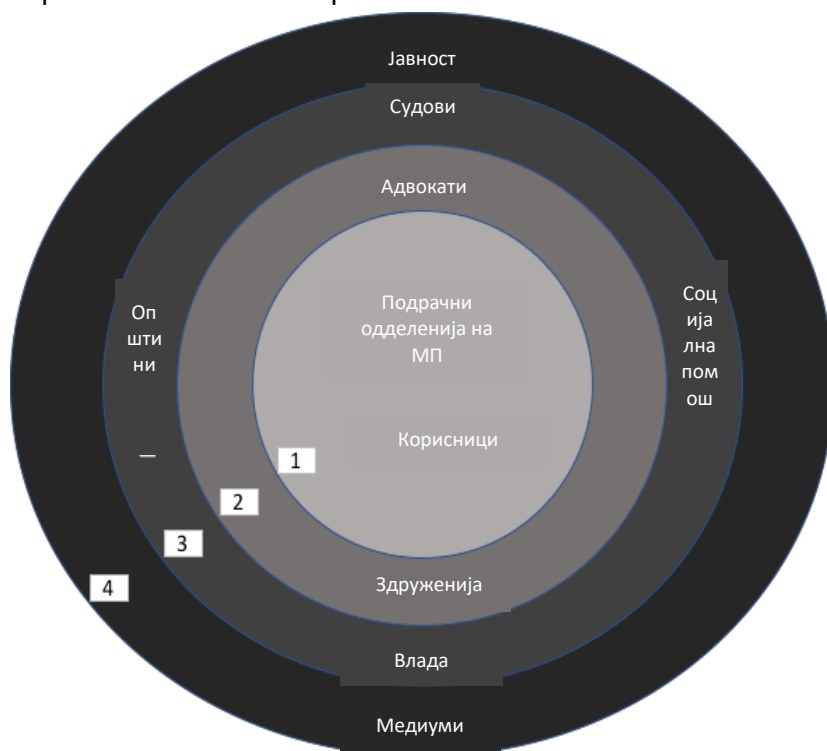 Јавност
Судови
Адвокати
Оп
шти
ни
—
Соц
ија
лна
пом
ош
Подрачни
одделенија на
МП
Корисници
1
2
3
4
Здруженија
Влада
Медиуми